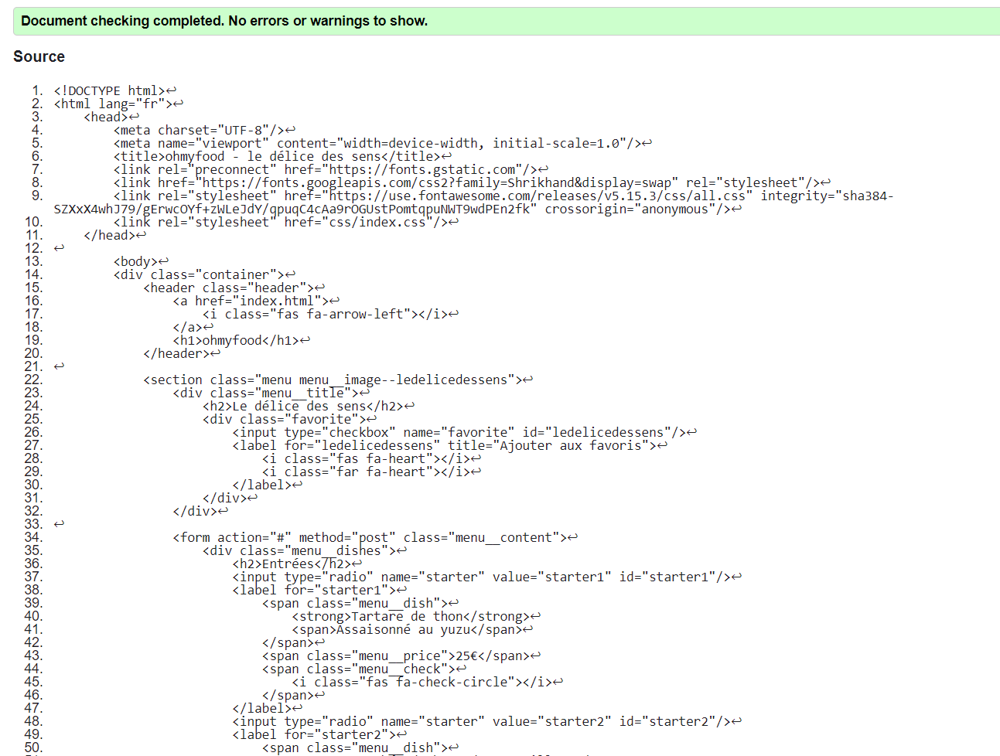 Document checking completed. No errors or warnings to show.
Source
1. <!DOCTYPE html>↩
2. <html lang="fr">↩
3. <head>↩
4. <meta charset="UTF-8"/>↩
5. <meta name="viewport" content="width=device-width, initial-scale=1.0"/>↩
6. <title>ohmyfood - le délice des sens</title>↩
7. <link rel="preconnect" href="https://fonts.gstatic.com"/>↩
8. <link href="https://fonts.googleapis.com/css2?family=Shrikhand&display=swap" rel="stylesheet"/>↩
9. <link rel="stylesheet" href="https://use.fontawesome.com/releases/v5.15.3/css/all.css" integrity="sha384-
SZXxX4whJ79/gErwcOYf+zWLeJdY/qpuqC4cAa9rOGUstPomtqpuNWT9wdPEn2fk" crossorigin="anonymous"/>↩
10. <link rel="stylesheet" href="css/index.css"/>↩
11. </head>↩
12. ↩
13. <body>↩
14. <div class="container">↩
15. <header class="header">↩
16. <a href="index.html">↩
17. <i class="fas fa-arrow-left"></i>↩
18. </a>↩
19. <h1>ohmyfood</h1>↩
20. </header>↩
21. ↩
22. <section class="menu menu__image--ledelicedessens">↩
23. <div class="menu__title">↩
24. <h2>Le délice des sens</h2>↩
25. <div class="favorite">↩
26. <input type="checkbox" name="favorite" id="ledelicedessens"/>↩
27. <label for="ledelicedessens" title="Ajouter aux favoris">↩
28. <i class="fas fa-heart"></i>↩
29. <i class="far fa-heart"></i>↩
30. </label>↩
31. </div>↩
32. </div>↩
33. ↩
34. <form action="#" method="post" class="menu__content">↩
35. <div class="menu__dishes">↩
36. <h2>Entrées</h2>↩
37. <input type="radio" name="starter" value="starter1" id="starter1"/>↩
38. <label for="starter1">↩
39. <span class="menu__dish">↩
40. <strong>Tartare de thon</strong>↩
41. <span>Assaisonné au yuzu</span>↩
42. </span>↩
43. <span class="menu__price">25€</span>↩
44. <span class="menu__check">↩
45. <i class="fas fa-check-circle"></i>↩
46. </span>↩
47. </label>↩
48. <input type="radio" name="starter" value="starter2" id="starter2"/>↩
49. <label for="starter2">↩
50. <span class="menu__dish">↩